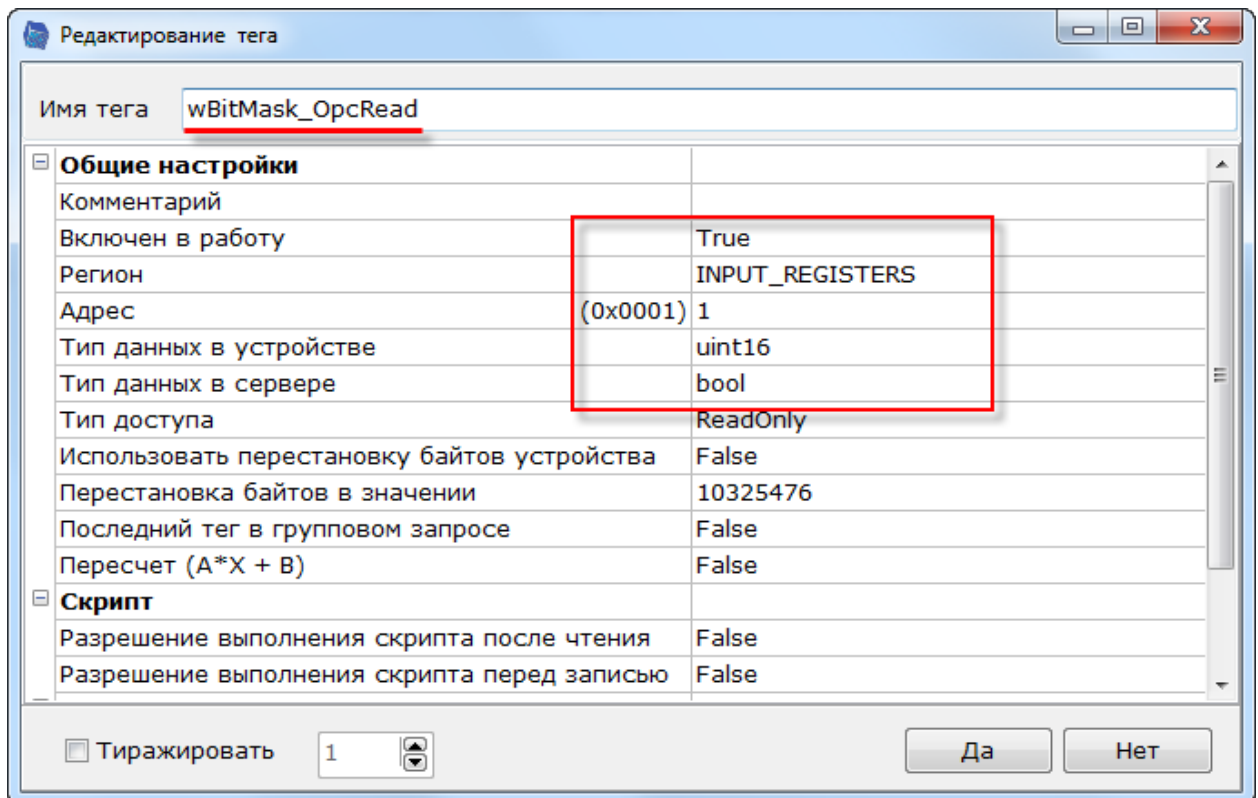 Редактирование тега
Имя тега wBitMask_OpcRead
Общие настройки
Комментарий
Включен в работу True
Регион INPUT_REGISTERS
Адрес (0x0001) 1
Тип данных в устройстве uint16
Тип данных в сервере bool
Тип доступа ReadOnly
Использовать перестановку байтов устройства False
Перестановка байтов в значении 10325476
Последний тег в групповом запросе False
Пересчет (A*X + B) False
Скрипт
Разрешение выполнения скрипта после чтения False
Разрешение выполнения скрипта перед записью False
Тиражировать 1 Да Нет